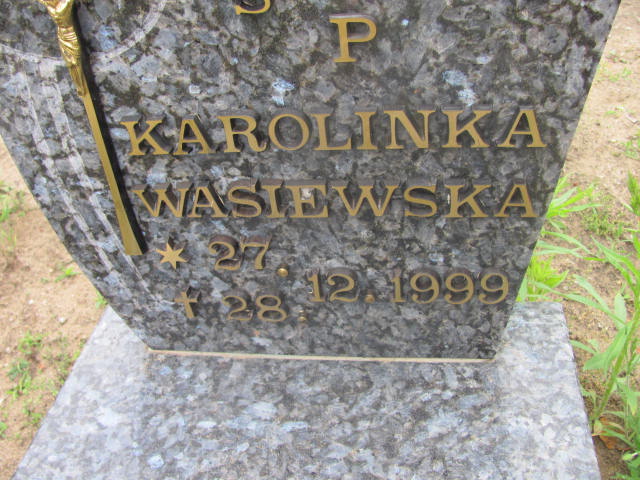 S
P
KAROLINKA
WASIEWSKA
* 27.
12.1999
† 28.